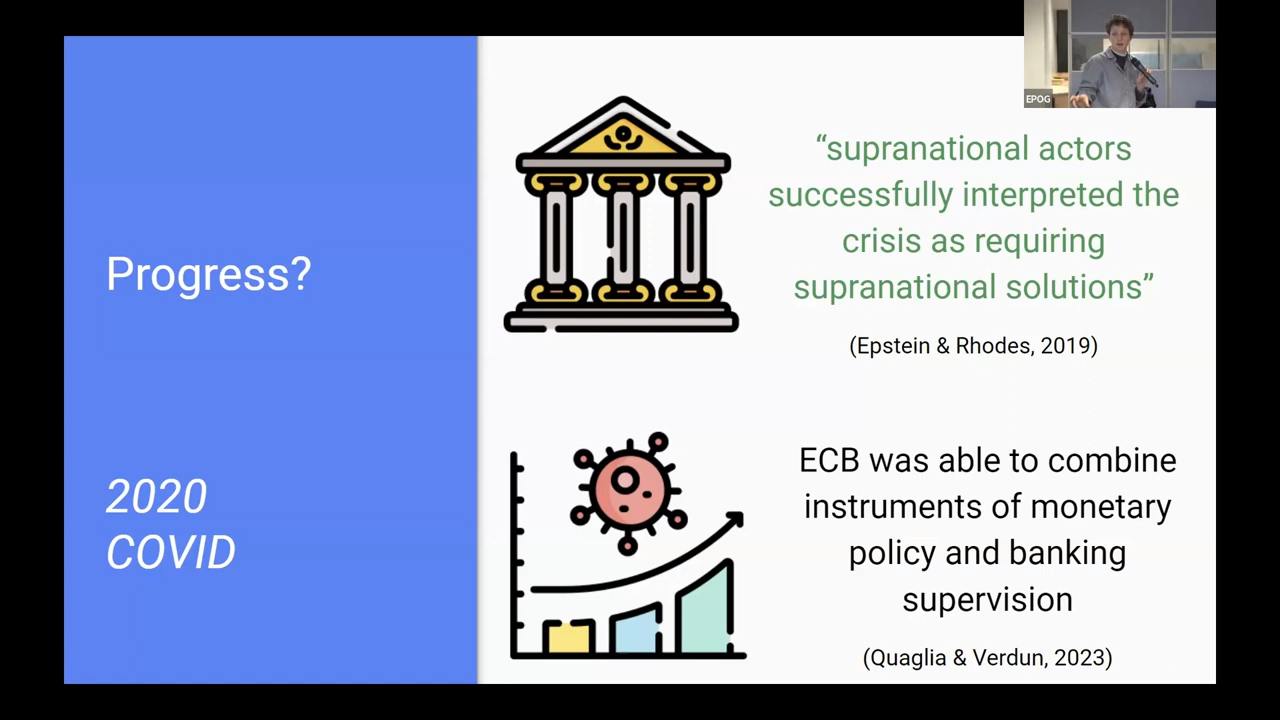 EPOG
Progress?
“supranational actors
successfully interpreted the
crisis as requiring
supranational solutions”
(Epstein & Rhodes, 2019)
2020
COVID
ECB was able to combine
instruments of monetary
policy and banking
supervision
(Quaglia & Verdun, 2023)